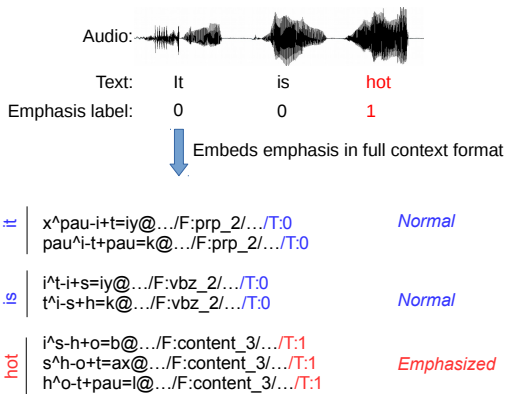 Audio:
Text: It is hot
Emphasis label: 0 0 1
Embeds emphasis in full context format
it
x^pau-i+t=iy@…/F:prp_2/…/T:0 Normal
pau^i-t+pau=k@…/F:prp_2/…/T:0
is
i^t-i+s=iy@…/F:vbz_2/…/T:0
t^i-s+h=k@…/F:vbz_2/…/T:0 Normal
hot
i^s-h+o=b@…/F:content_3/…/T:1
s^h-o+t=ax@…/F:content_3/…/T:1 Emphasized
h^o-t+pau=l@…/F:content_3/…/T:1